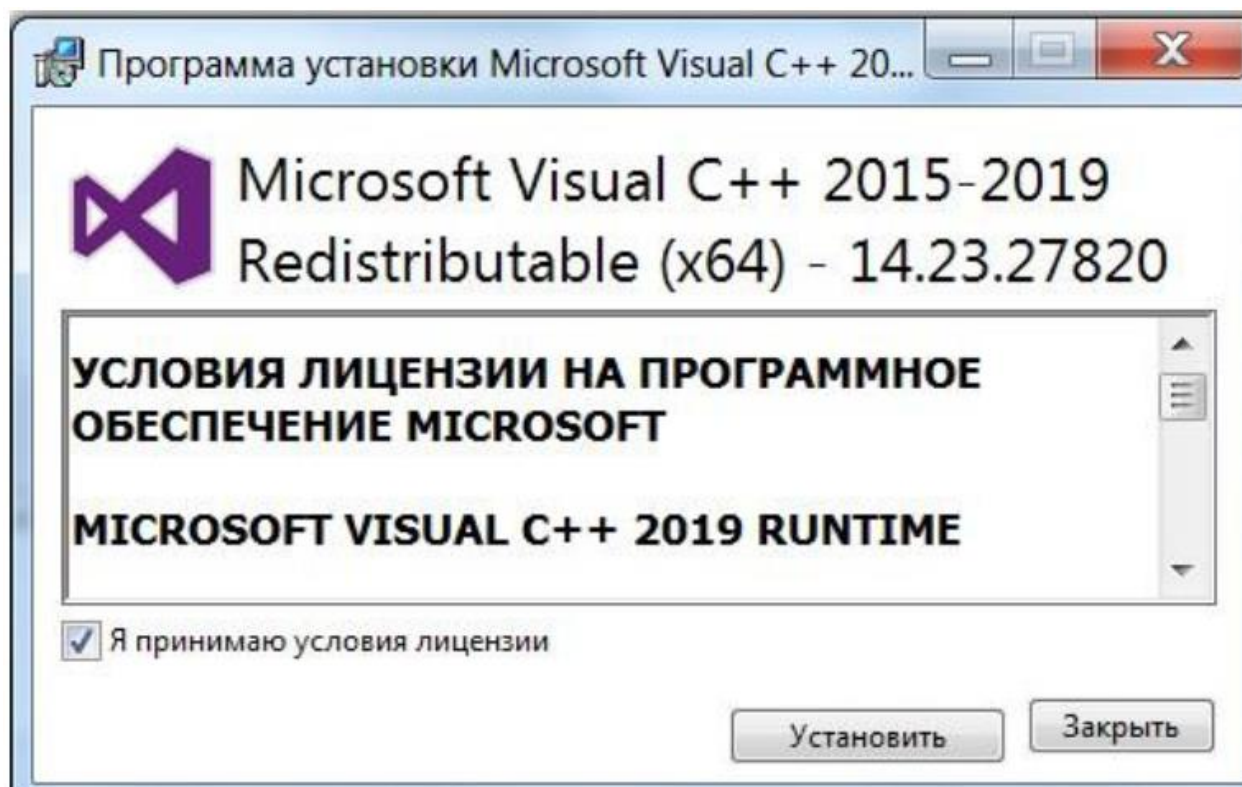 Программа установки Microsoft Visual C++ 20...
Microsoft Visual C++ 2015-2019
Redistributable (x64) - 14.23.27820
УСЛОВИЯ ЛИЦЕНЗИИ НА ПРОГРАММНОЕ
ОБЕСПЕЧЕНИЕ MICROSOFT
MICROSOFT VISUAL C++ 2019 RUNTIME
Я принимаю условия лицензии
Установить
Закрыть